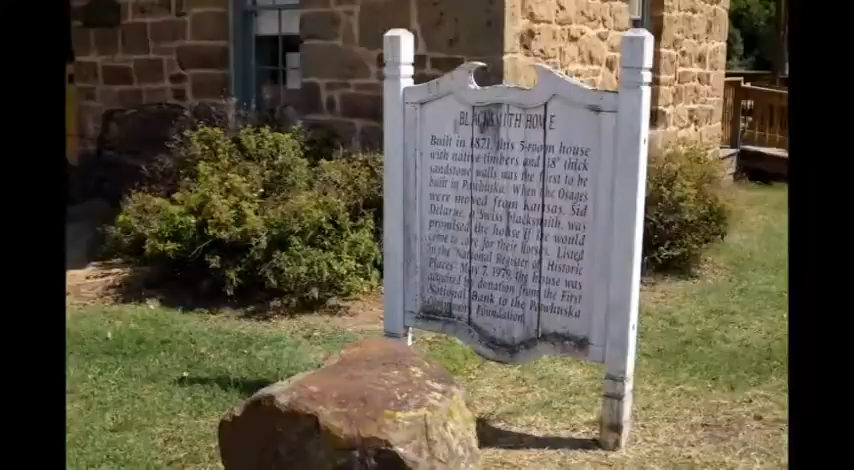 BLACKSMITH HOME
Built in 1871, this 5-room house
with native timbers and 18" thick
sandstone walls was the first to be
built in Pawhuska. When the Osages
were moved from Kansas, Sid
Dilarue, a Swiss blacksmith, was
promised the house if he would
come to care for their horses. Listed
in the National Register of Historic
Places May 7, 1979, the house was
acquired by donation from the First
National Bank to the Pawhuska
Foundation.